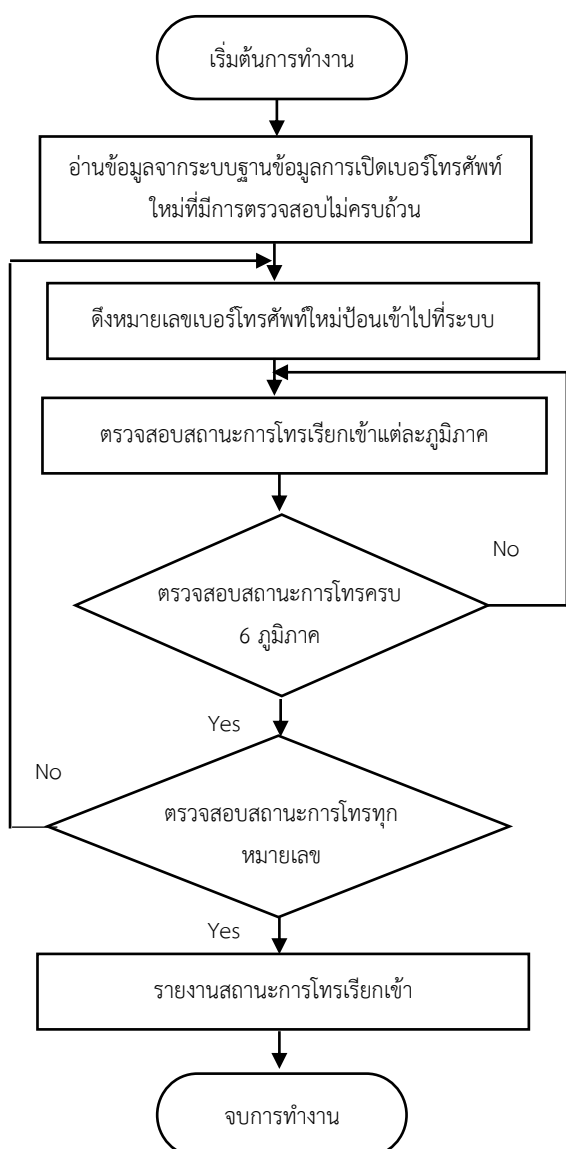 เริ่มต้นการทำงาน
อ่านข้อมูลจากระบบฐานข้อมูลการเปิดเบอร์โทรศัพท์
ใหม่ที่มีการตรวจสอบไม่ครบถ้วน
ดึงหมายเลขเบอร์โทรศัพท์ใหม่ป้อนเข้าไปที่ระบบ
ตรวจสอบสถานะการโทรเรียกเข้าแต่ละภูมิภาค
No
ตรวจสอบสถานะการโทรครบ
6 ภูมิภาค
Yes
No
ตรวจสอบสถานะการโทรทุก
หมายเลข
Yes
รายงานสถานะการโทรเรียกเข้า
จบการทำงาน